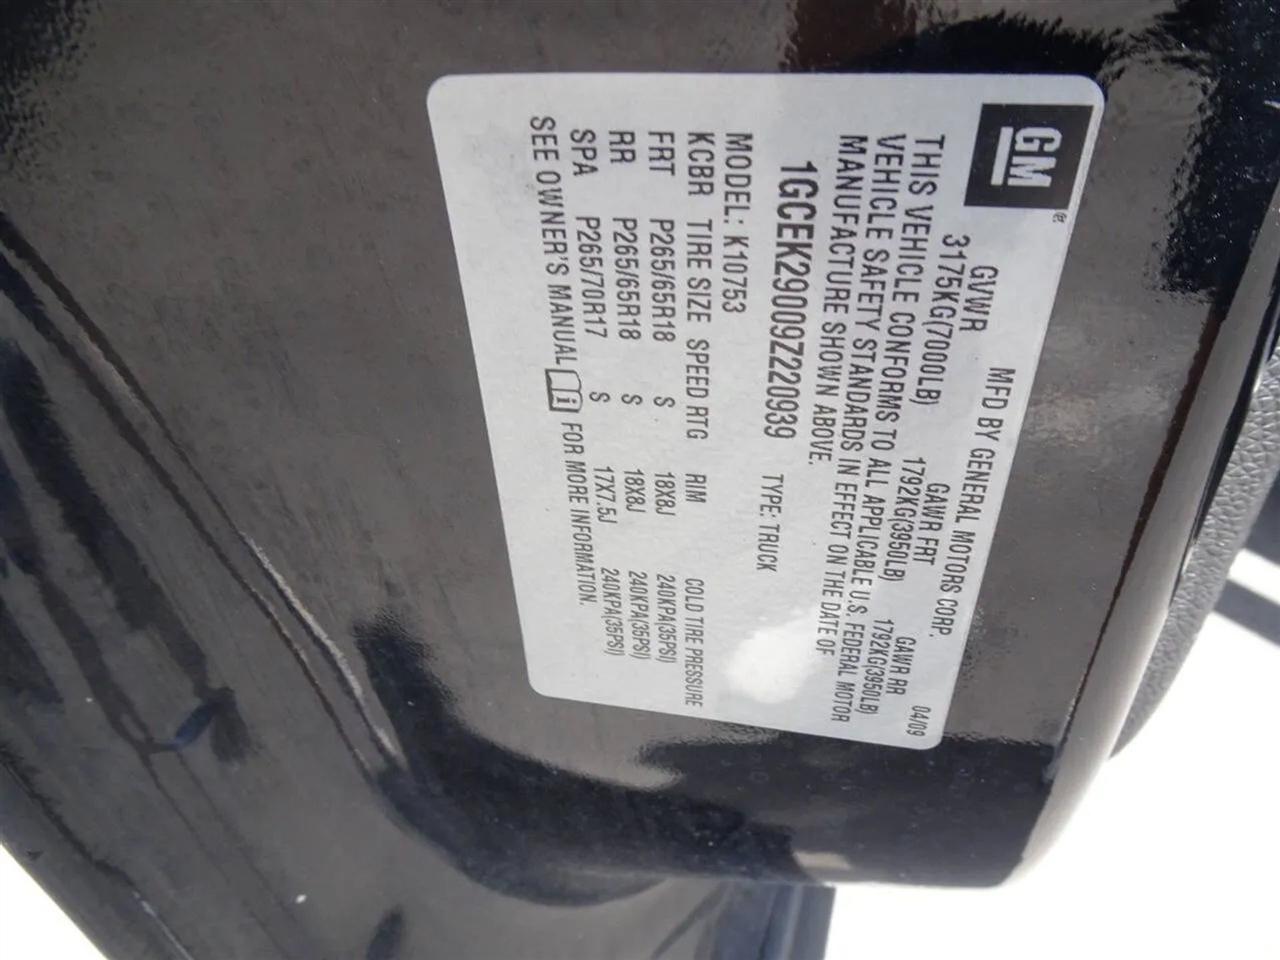 GM®
MFD BY GENERAL MOTORS CORP.
GVWR GAWR FRT GAWR RR 04/09
3175KG(7000LB) 1792KG(3950LB) 1792KG(3950LB)
THIS VEHICLE CONFORMS TO ALL APPLICABLE U.S. FEDERAL MOTOR
VEHICLE SAFETY STANDARDS IN EFFECT ON THE DATE OF
MANUFACTURE SHOWN ABOVE.
1GCEK29009Z220939 TYPE: TRUCK
MODEL: K10753
KCBR TIRE SIZE SPEED RTG RIM COLD TIRE PRESSURE
FRT P265/65R18 S 18X8J 240KPA(35PSI)
RR P265/65R18 S 18X8J 240KPA(35PSI)
SPA P265/70R17 S 17X7.5J 240KPA(35PSI)
SEE OWNER'S MANUAL i FOR MORE INFORMATION.